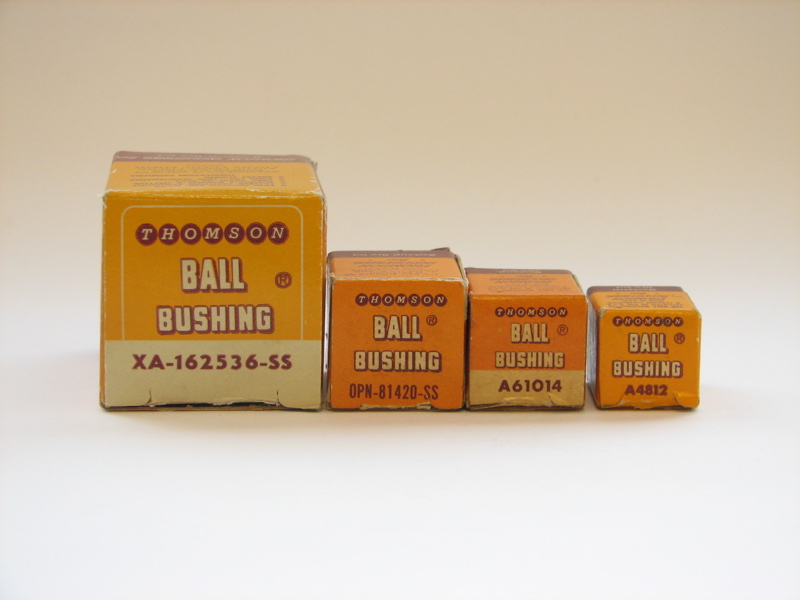 THOMSON
BALL ®
BUSHING
XA-162536-SS
THOMSON
BALL ®
BUSHING
OPN-81420-SS
THOMSON
BALL ®
BUSHING
A61014
THOMSON
BALL ®
BUSHING
A4812